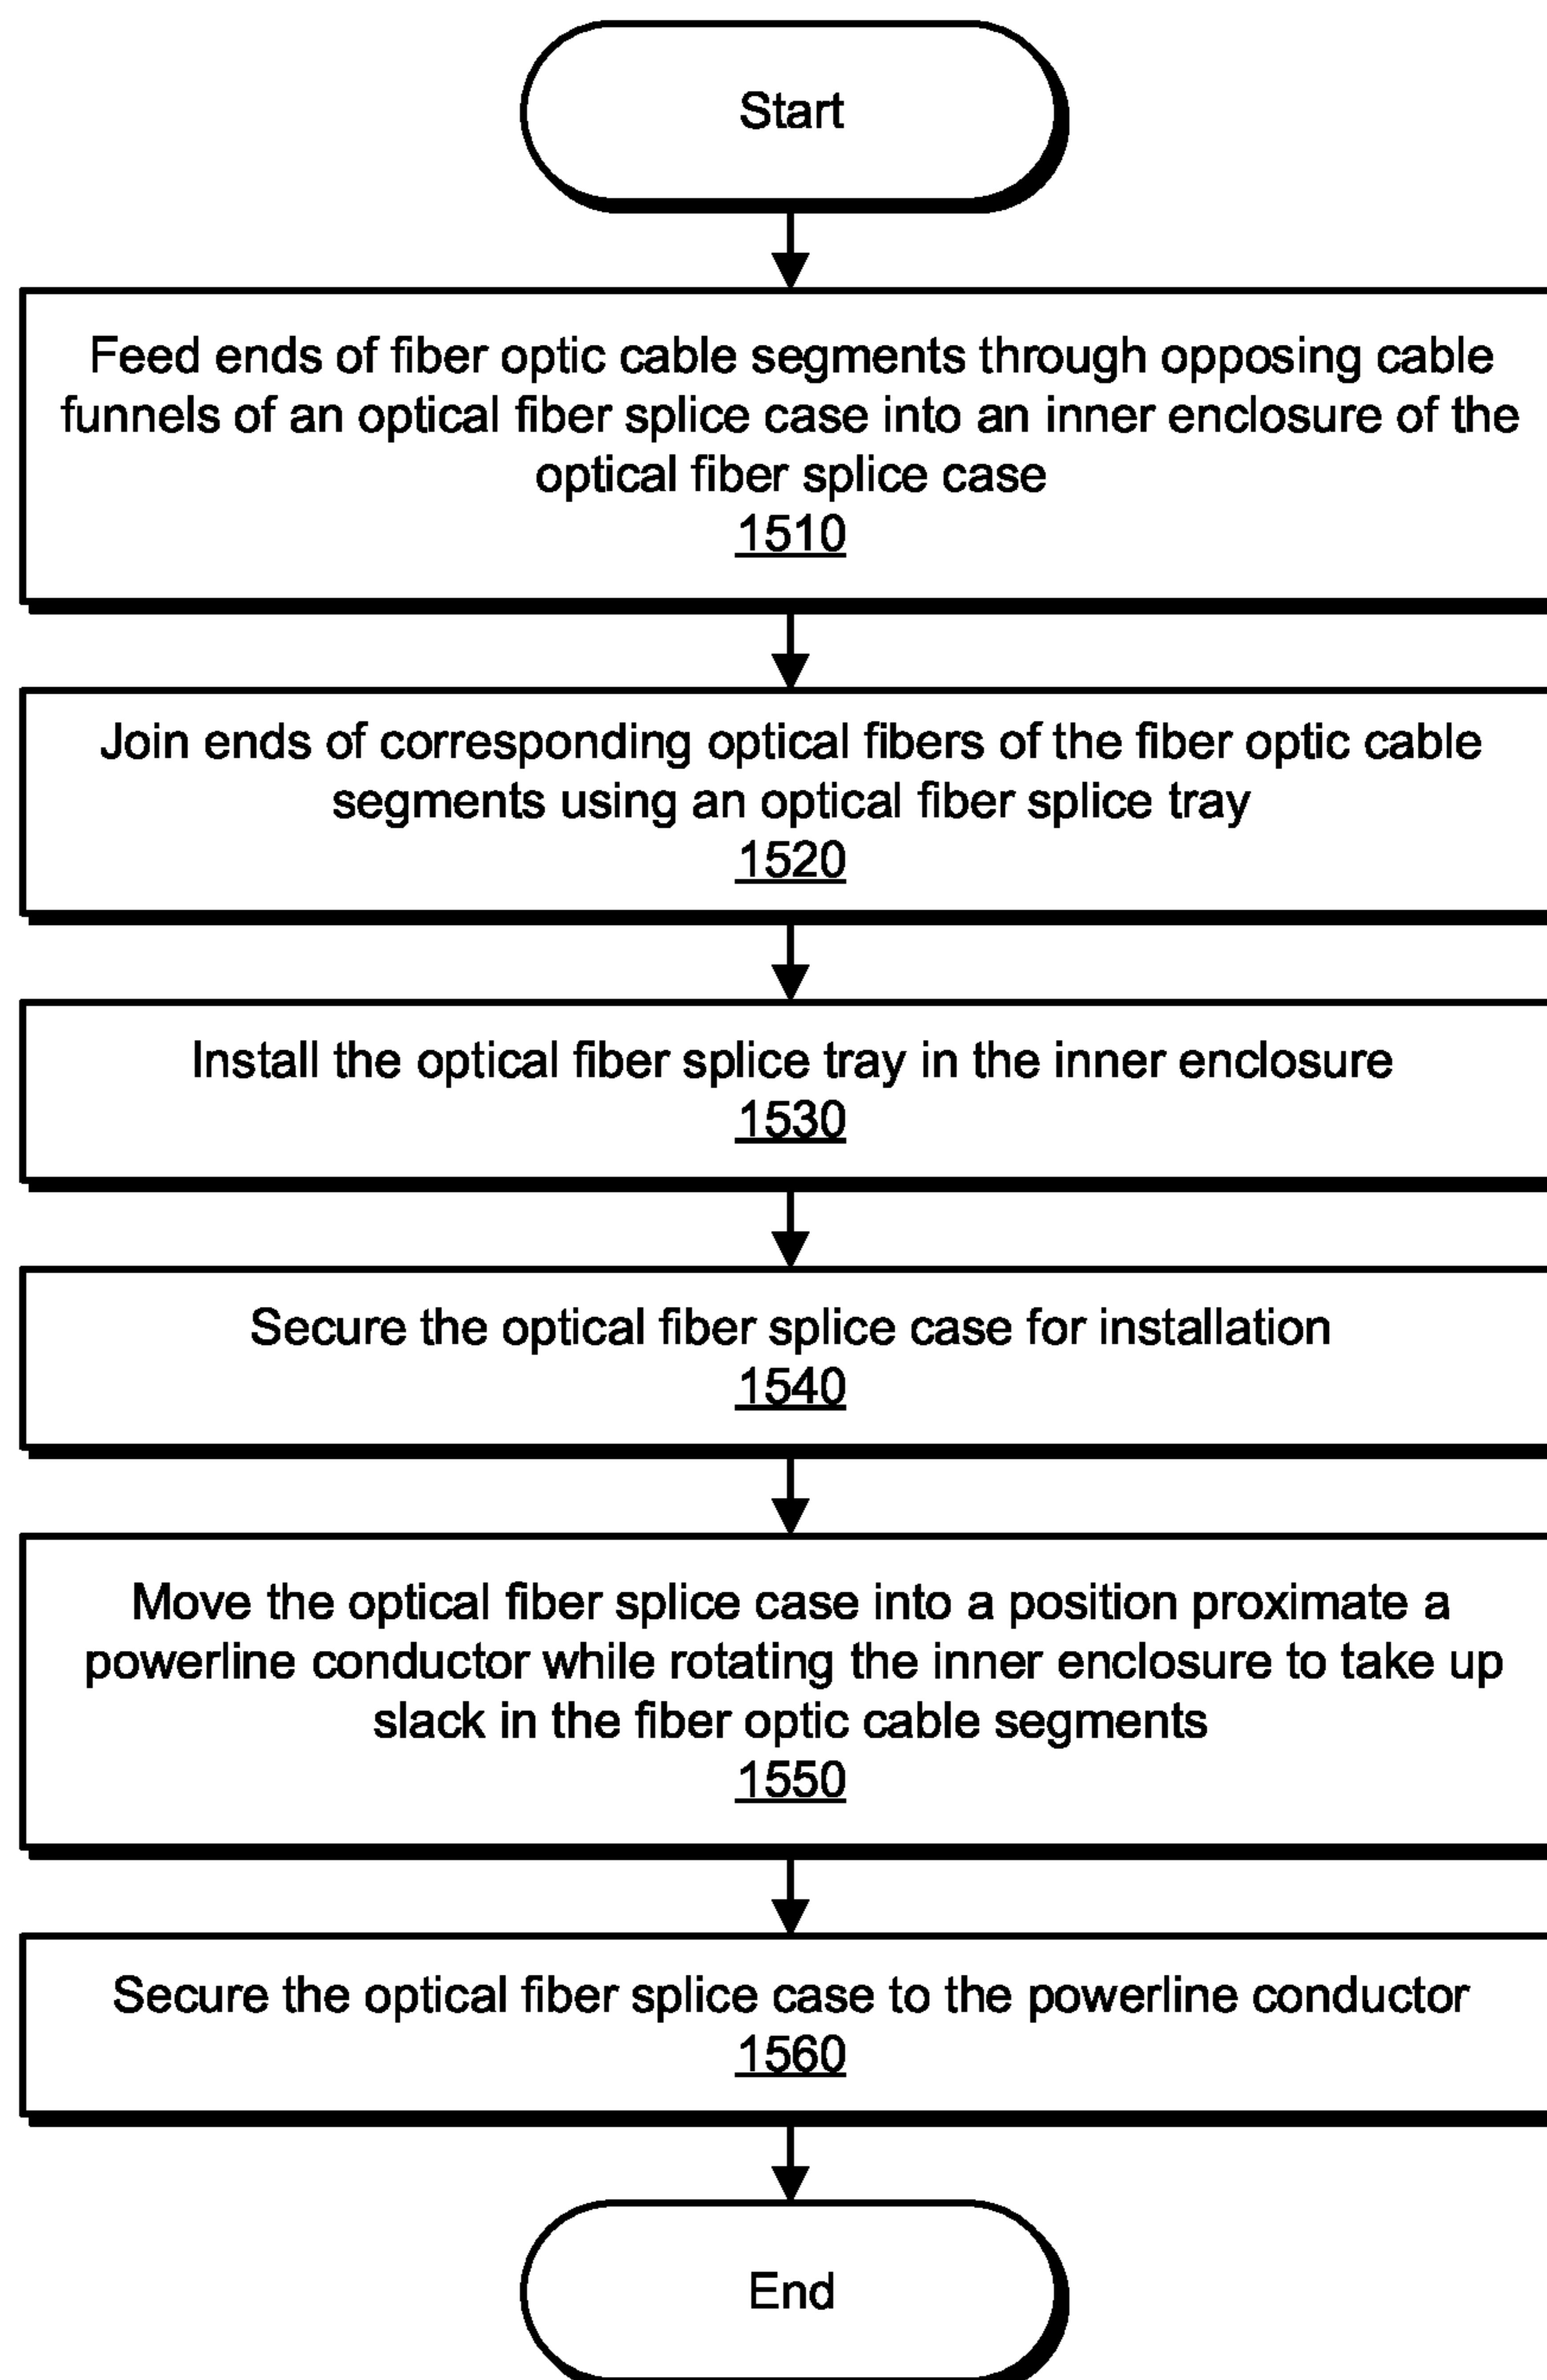 Start
Feed ends of fiber optic cable segments through opposing cable
funnels of an optical fiber splice case into an inner enclosure of the
optical fiber splice case
1510
Join ends of corresponding optical fibers of the fiber optic cable
segments using an optical fiber splice tray
1520
Install the optical fiber splice tray in the inner enclosure
1530
Secure the optical fiber splice case for installation
1540
Move the optical fiber splice case into a position proximate a
powerline conductor while rotating the inner enclosure to take up
slack in the fiber optic cable segments
1550
Secure the optical fiber splice case to the powerline conductor
1560
End